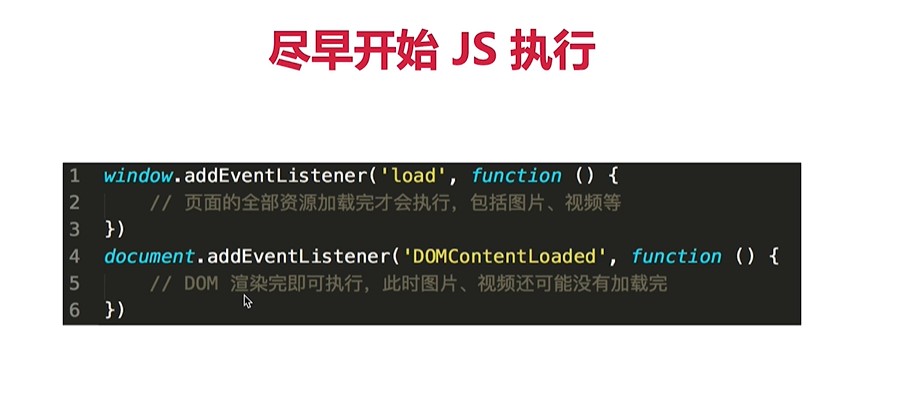 尽早开始 JS 执行
1 window.addEventListener('load', function () {
2 // 页面的全部资源加载完才会执行，包括图片、视频等
3 })
4 document.addEventListener('DOMContentLoaded', function () {
5 // DOM 渲染完即可执行，此时图片、视频还可能没有加载完
6 })